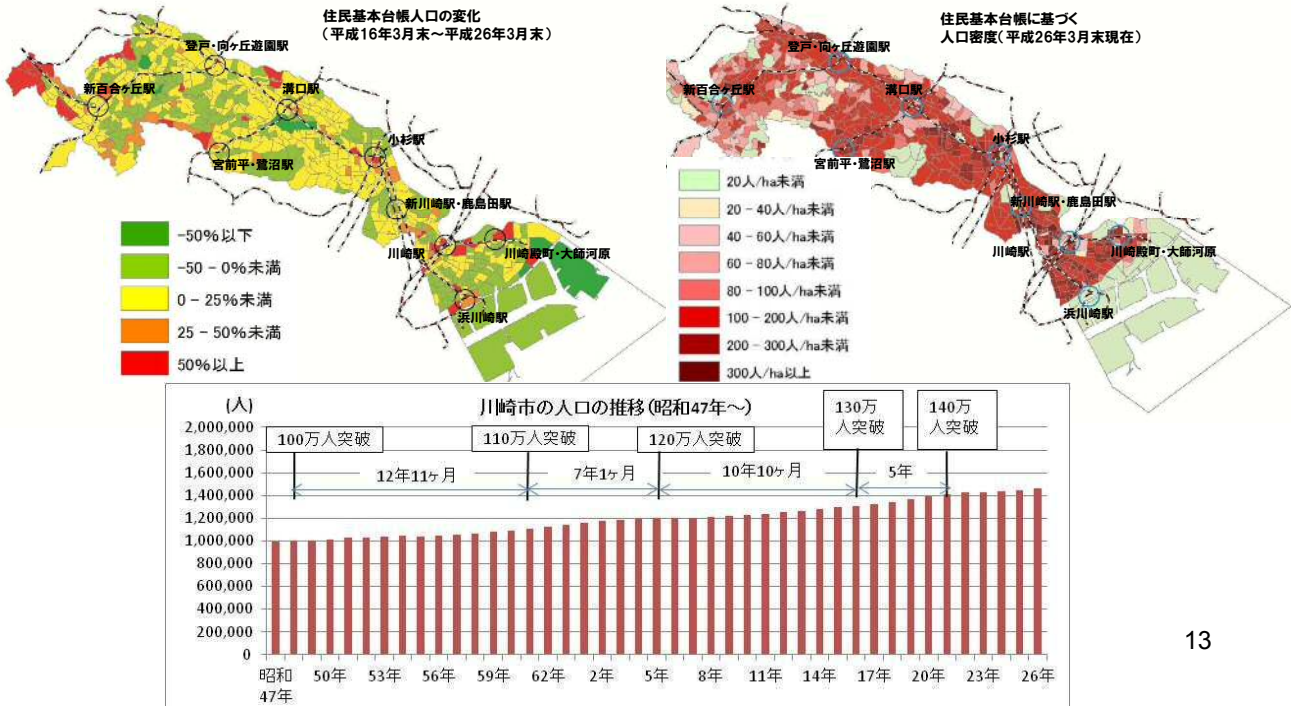 住民基本台帳人口の変化
（平成16年3月末～平成26年3月末）
登戸・向ヶ丘遊園駅
新百合ヶ丘駅
溝口駅
小杉駅
宮前平・鷺沼駅
新川崎駅・鹿島田駅
川崎駅
川崎殿町・大師河原
浜川崎駅
-50%以下
-50 - 0%未満
0 - 25%未満
25 - 50%未満
50%以上
住民基本台帳に基づく
人口密度（平成26年3月末現在）
登戸・向ヶ丘遊園駅
新百合ヶ丘駅
溝口駅
小杉駅
宮前平・鷺沼駅
新川崎駅・鹿島田駅
川崎駅
川崎殿町・大師河原
浜川崎駅
20人/ha未満
20 - 40人/ha未満
40 - 60人/ha未満
60 - 80人/ha未満
80 - 100人/ha未満
100 - 200人/ha未満
200 - 300人/ha未満
300人/ha以上
(人)
川崎市の人口の推移(昭和47年～)
100万人突破
110万人突破
120万人突破
130万
人突破
140万
人突破
12年11ヶ月
7年1ヶ月
10年10ヶ月
5年
2,000,000
1,800,000
1,600,000
1,400,000
1,200,000
1,000,000
800,000
600,000
400,000
200,000
0
昭和
47年
50年
53年
56年
59年
62年
2年
5年
8年
11年
14年
17年
20年
23年
26年
13